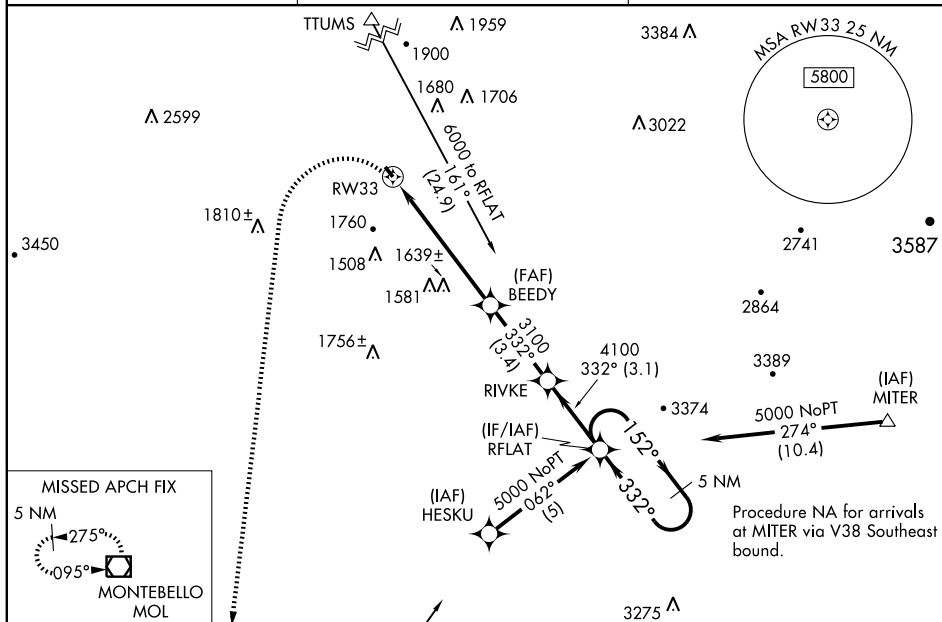 TTUMS
1959
1900
3384
MSA RW33 25 NM
5800
1680
1706
2599
3022
6000 to RFLAT
161°
(24.9)
RW33
1810±
1760
3450
1508
1639±
1581
2741
3587
(FAF)
BEEDY
2864
1756±
3100
332°
(3.4)
4100
332° (3.1)
3389
RIVKE
(IAF)
MITER
3374
5000 NoPT
274°
(10.4)
(IF/IAF)
RFLAT
152°
332°
5 NM
(IAF)
HESKU
5000 NoPT
062°
(5)
Procedure NA for arrivals
at MITER via V38 Southeast
bound.
MISSED APCH FIX
5 NM
275°
095°
MONTEBELLO
MOL
3275